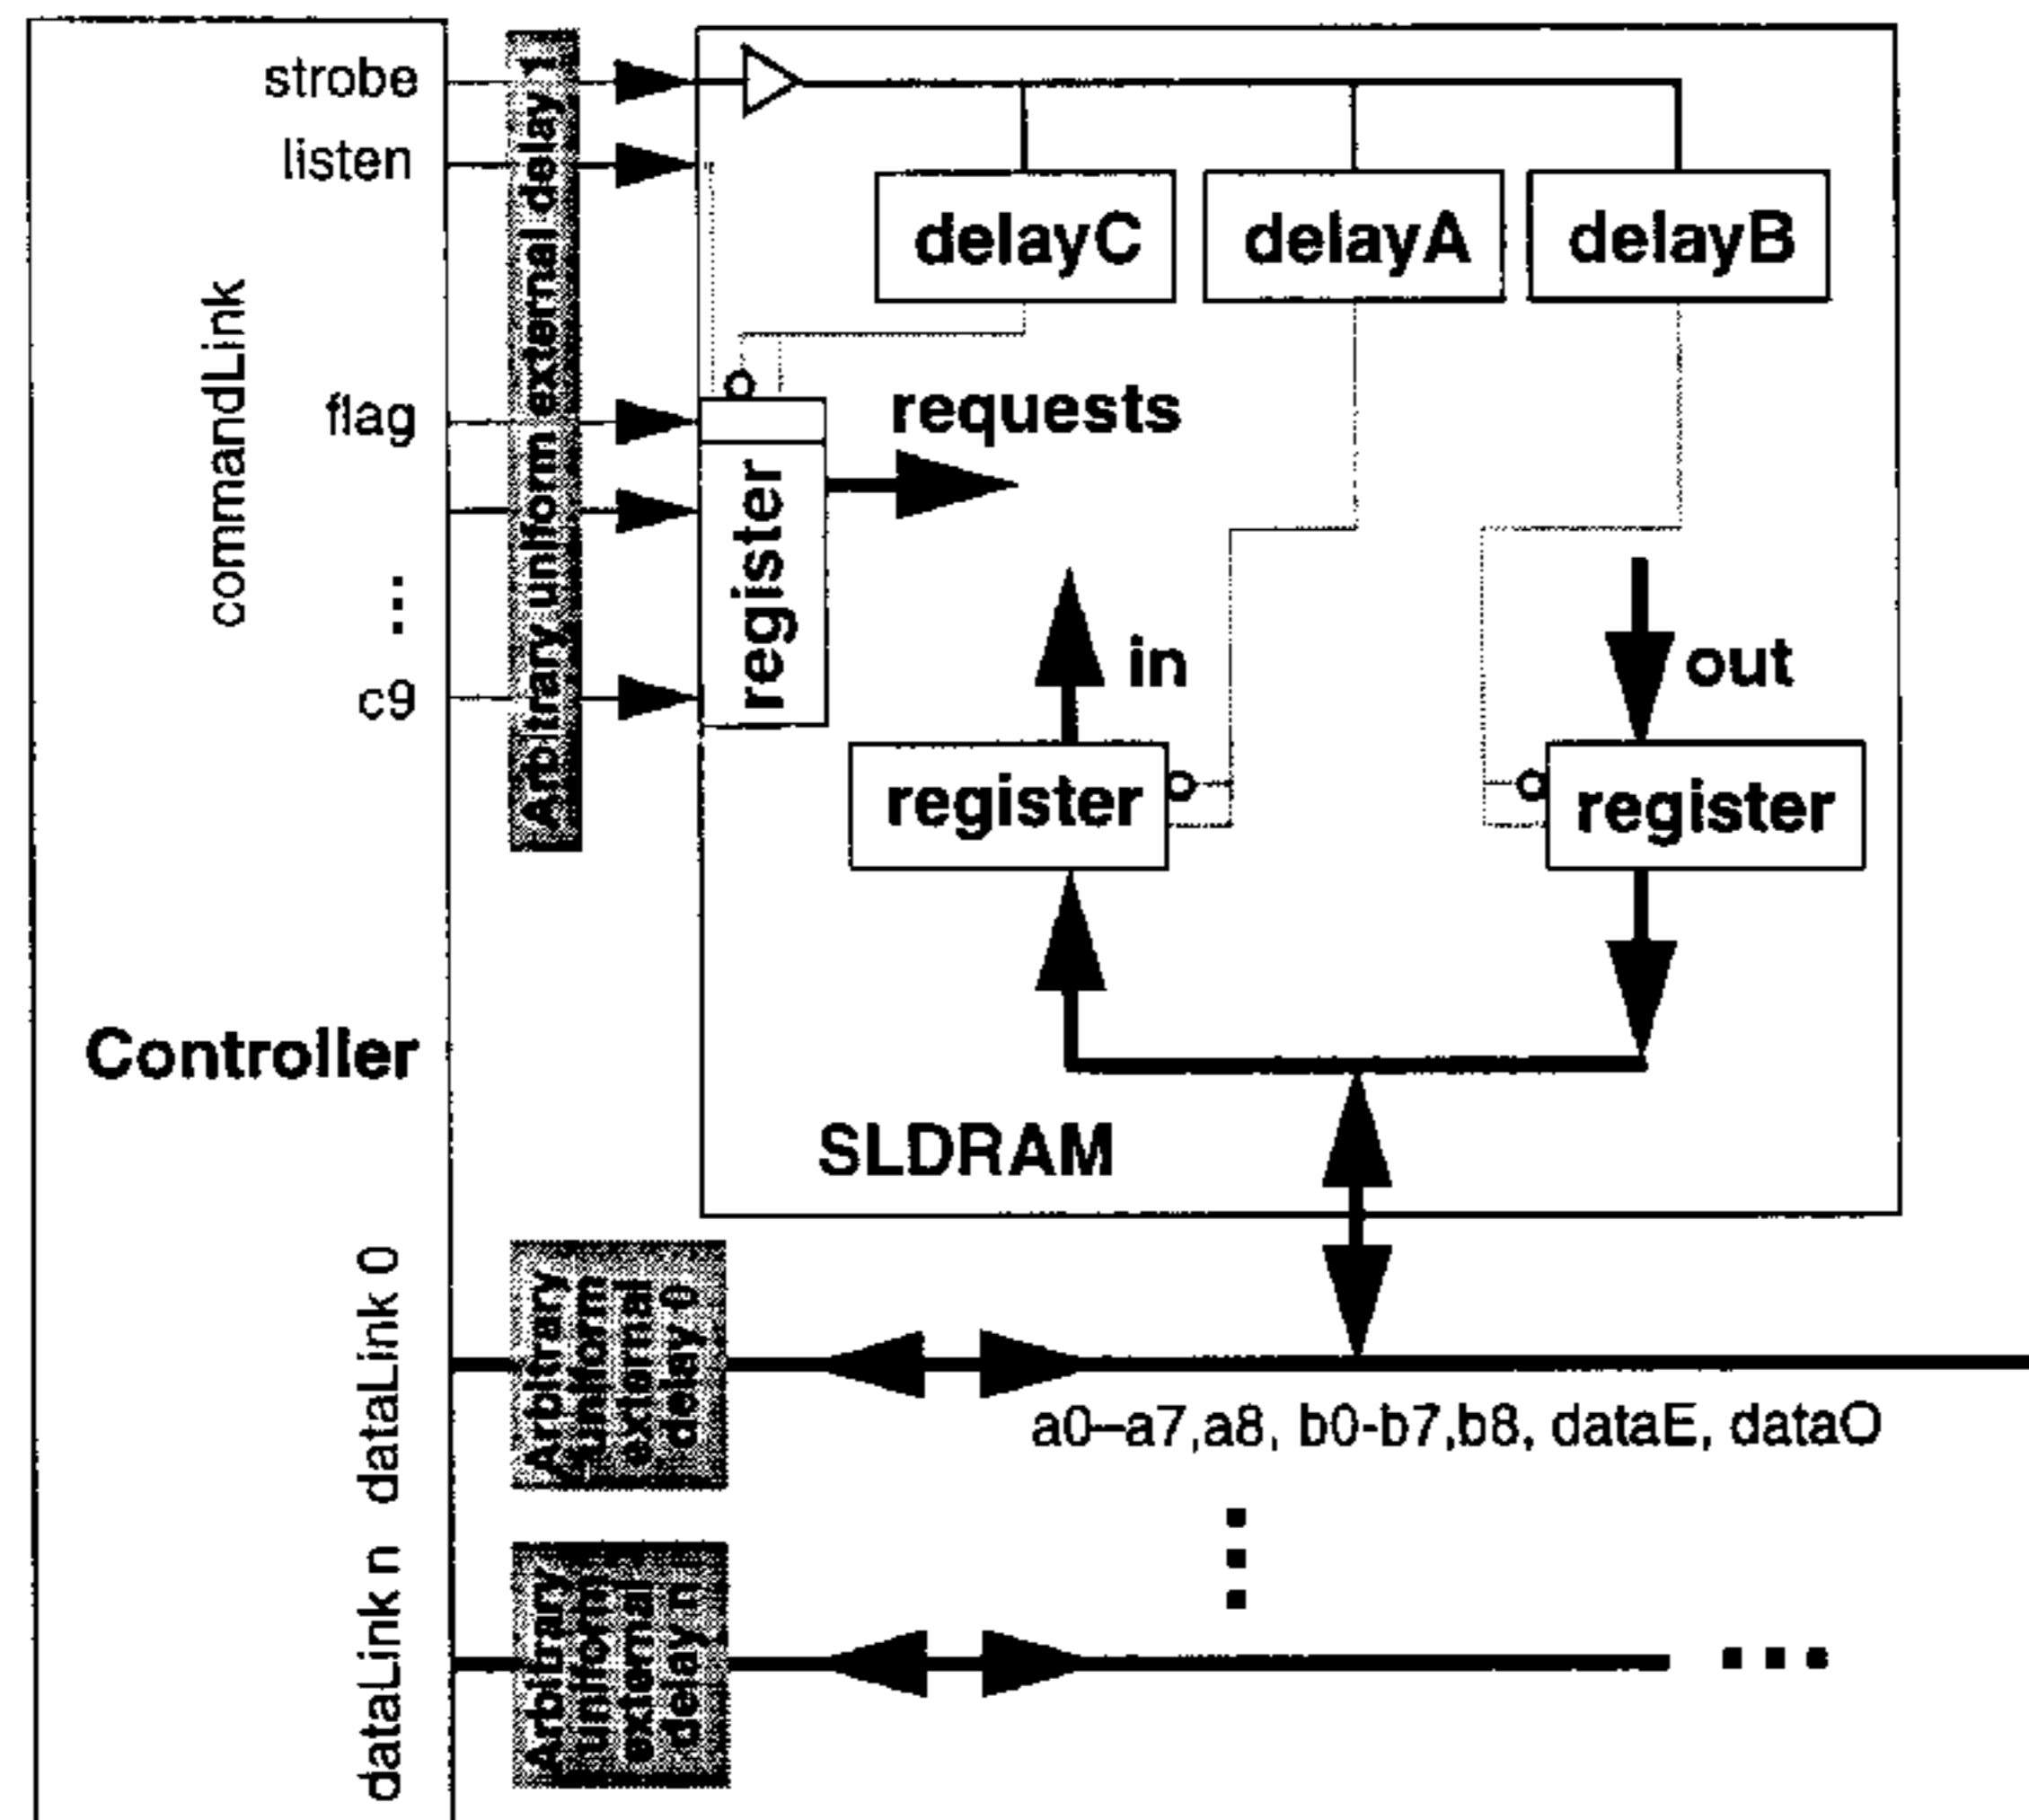 strobe
listen
commandLink
flag
c9
Controller
dataLink 0
dataLink n
Arbitrary uniform external delay 1
delayC
delayA
delayB
requests
register
in
out
register
register
SLDRAM
Arbitrary
uniform
external
delay 0
a0–a7,a8, b0-b7,b8, dataE, dataO
Arbitrary
uniform
external
delay n